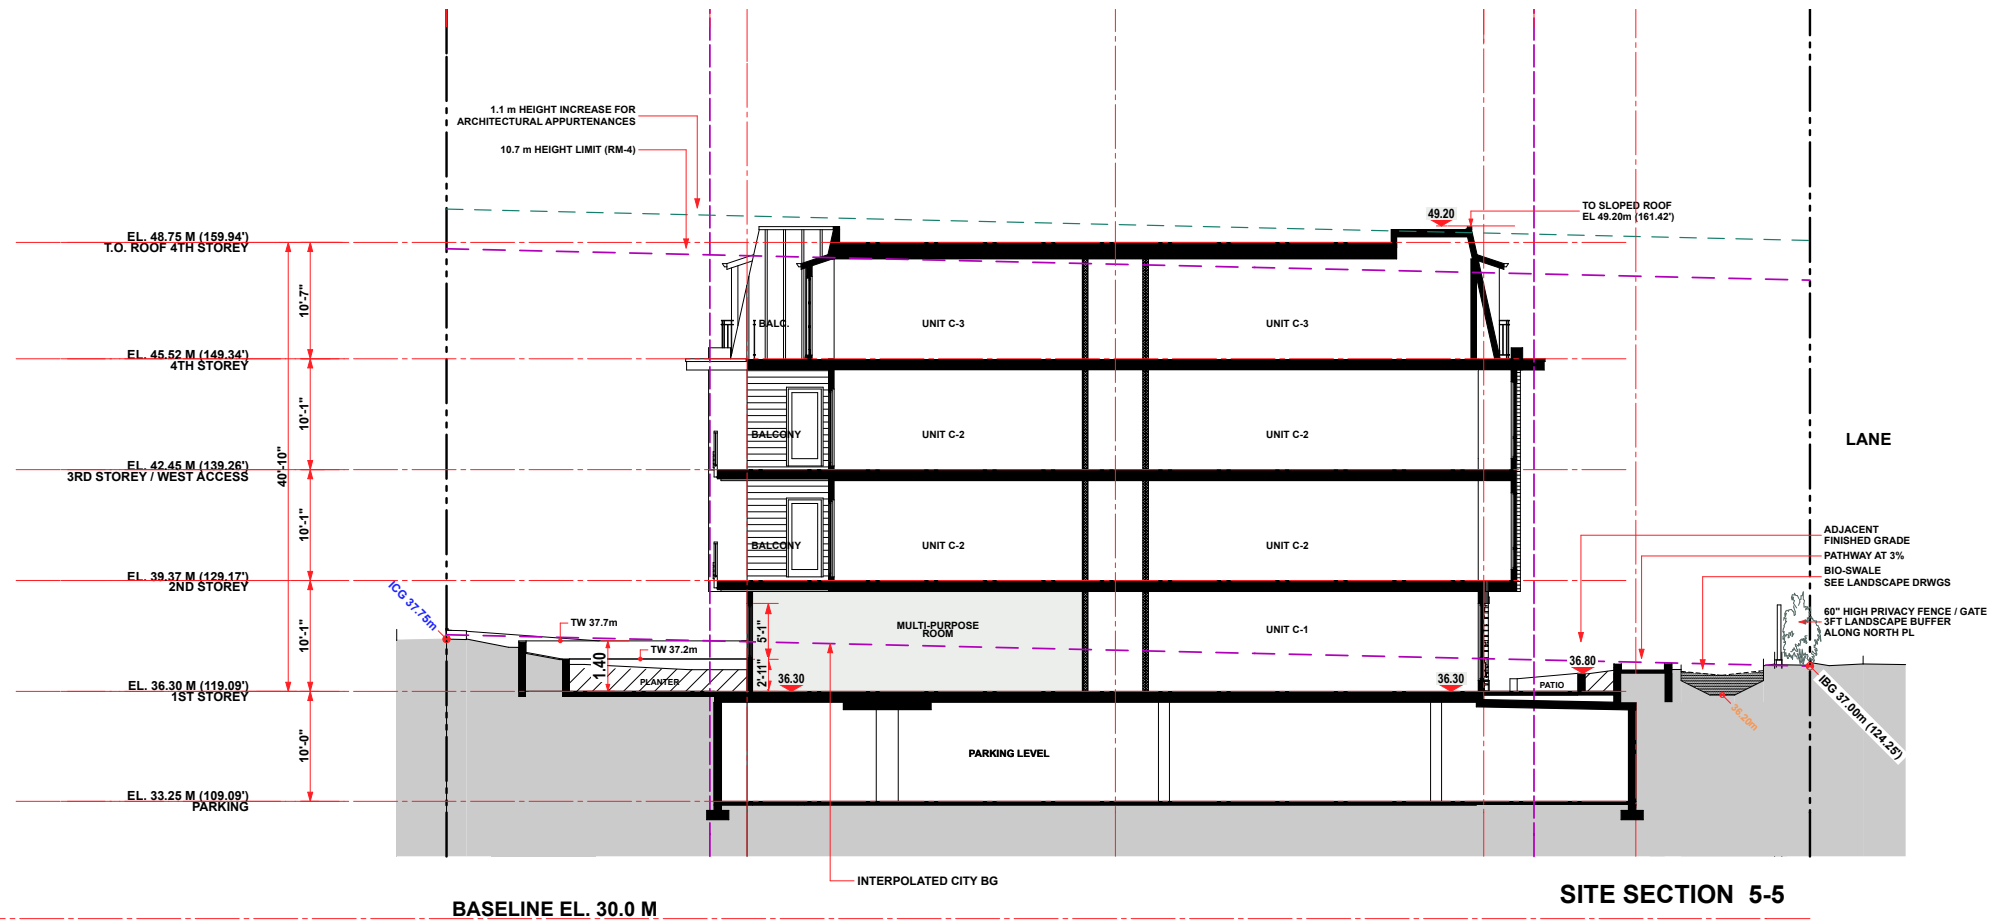 1.1 m HEIGHT INCREASE FOR
ARCHITECTURAL APPURTENANCES
10.7 m HEIGHT LIMIT (RM-4)
49.20
TO SLOPED ROOF
EL 49.20m (161.42')
EL. 48.75 M (159.94')
T.O. ROOF 4TH STOREY
10'-7"
BALC.
UNIT C-3
UNIT C-3
EL. 45.52 M (149.34')
4TH STOREY
10'-1"
BALCONY
UNIT C-2
UNIT C-2
LANE
40'-10"
EL. 42.45 M (139.26')
3RD STOREY / WEST ACCESS
10'-1"
BALCONY
UNIT C-2
UNIT C-2
ADJACENT
FINISHED GRADE
PATHWAY AT 3%
BIO-SWALE
SEE LANDSCAPE DRWGS
EL. 39.37 M (129.17')
2ND STOREY
ICG 37.75m
60" HIGH PRIVACY FENCE / GATE
3FT LANDSCAPE BUFFER
ALONG NORTH PL
10'-1"
TW 37.7m
TW 37.2m
1.40
5'-1"
2'-11"
MULTI-PURPOSE
ROOM
UNIT C-1
36.80
PLANTER
36.30
36.30
PATIO
EL. 36.30 M (119.09')
1ST STOREY
36.20m
IBG 37.00m (124.25')
10'-0"
PARKING LEVEL
EL. 33.25 M (109.09')
PARKING
INTERPOLATED CITY BG
SITE SECTION 5-5
BASELINE EL. 30.0 M